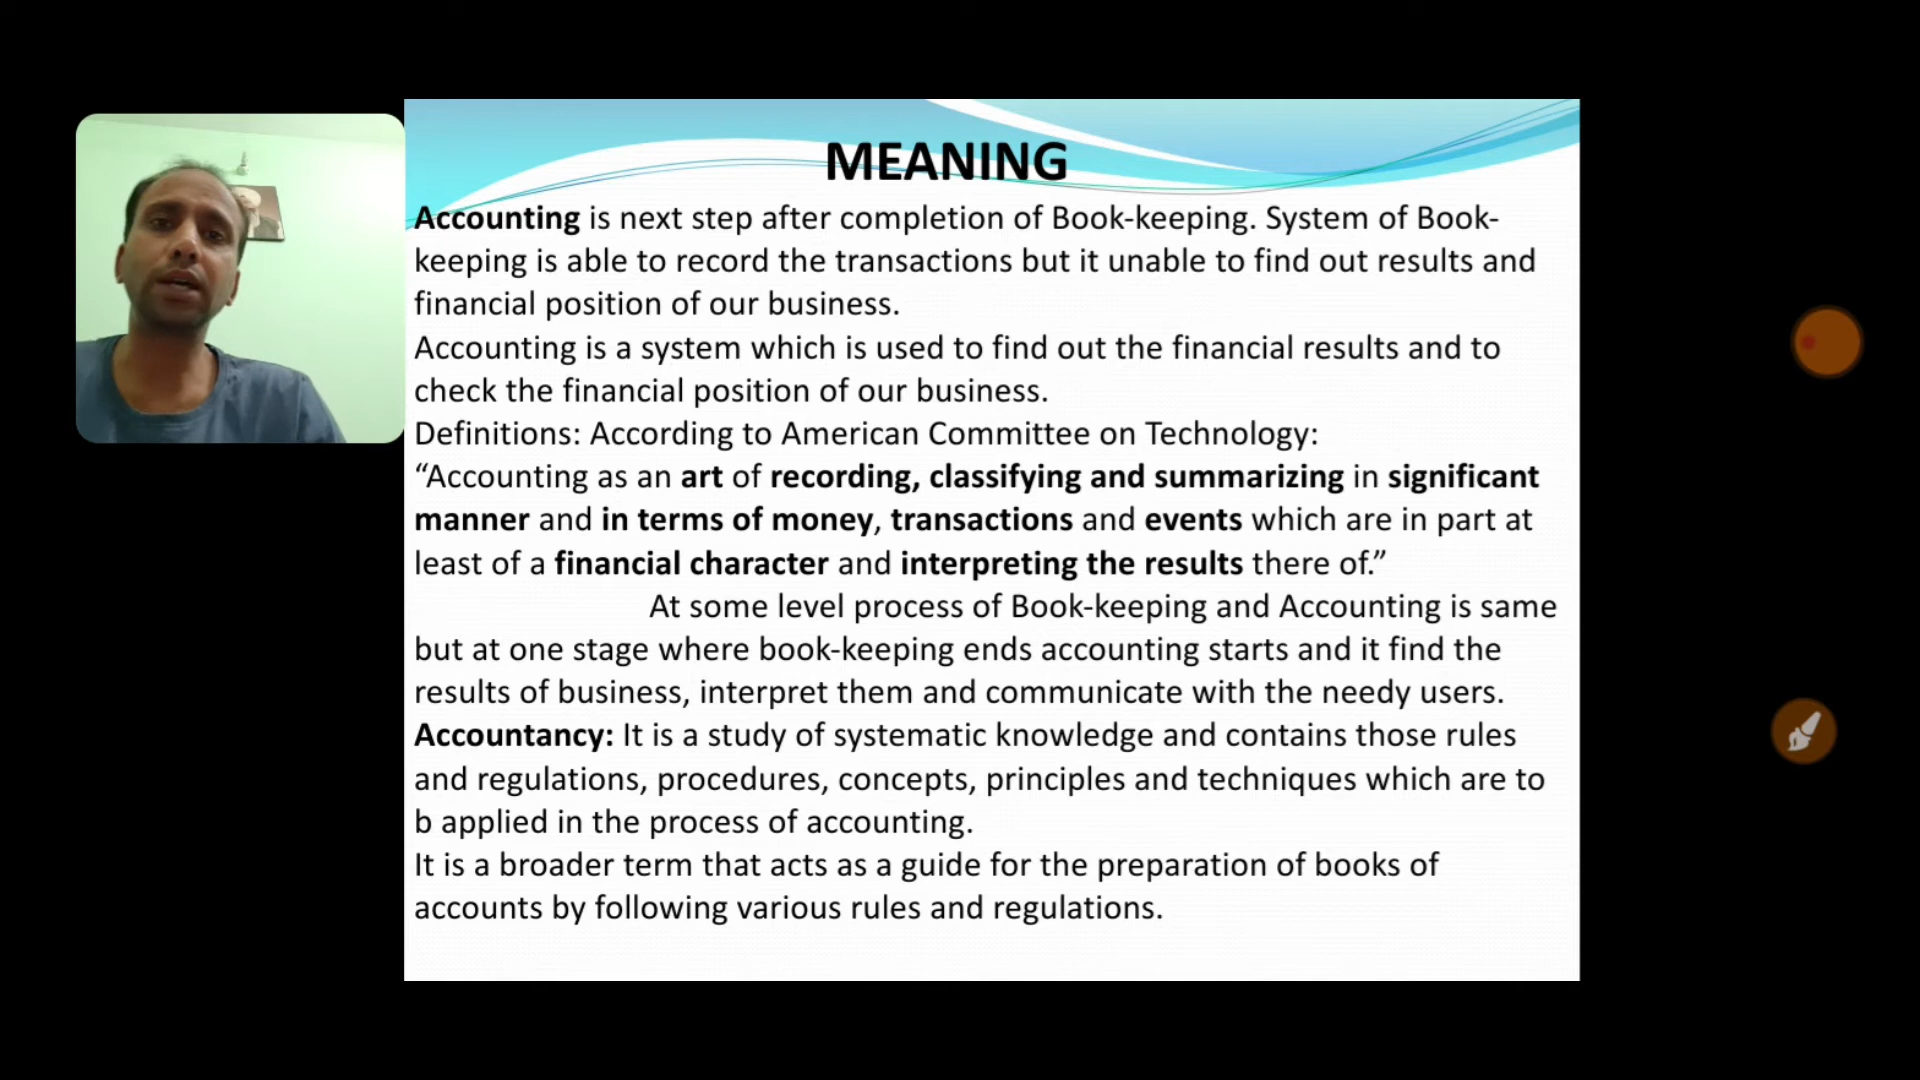 MEANING
Accounting is next step after completion of Book-keeping. System of Book-
keeping is able to record the transactions but it unable to find out results and
financial position of our business.
Accounting is a system which is used to find out the financial results and to
check the financial position of our business.
Definitions: According to American Committee on Technology:
“Accounting as an art of recording, classifying and summarizing in significant
manner and in terms of money, transactions and events which are in part at
least of a financial character and interpreting the results there of.”
At some level process of Book-keeping and Accounting is same
but at one stage where book-keeping ends accounting starts and it find the
results of business, interpret them and communicate with the needy users.
Accountancy: It is a study of systematic knowledge and contains those rules
and regulations, procedures, concepts, principles and techniques which are to
b applied in the process of accounting.
It is a broader term that acts as a guide for the preparation of books of
accounts by following various rules and regulations.